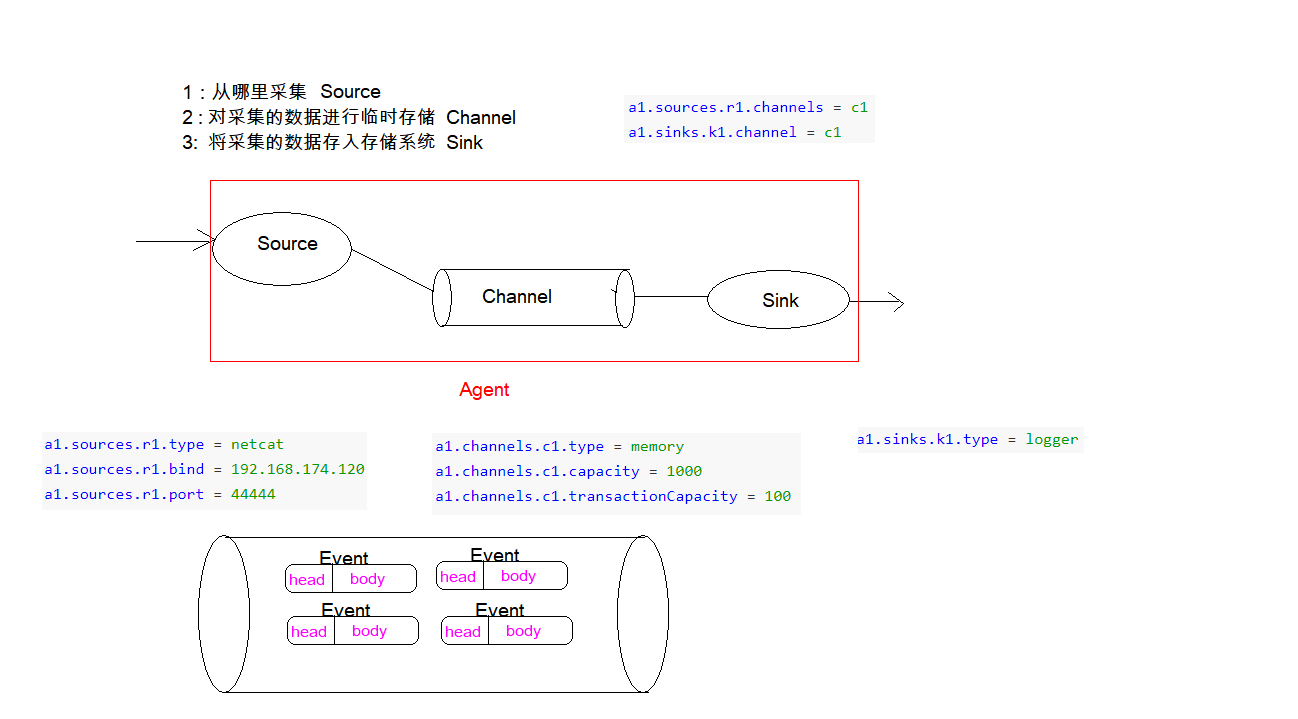 1 : 从哪里采集 Source
2 : 对采集的数据进行临时存储 Channel
3: 将采集的数据存入存储系统 Sink
a1.sources.r1.channels = c1
a1.sinks.k1.channel = c1
Source
Channel
Sink
Agent
a1.sources.r1.type = netcat
a1.sources.r1.bind = 192.168.174.120
a1.sources.r1.port = 44444
a1.channels.c1.type = memory
a1.channels.c1.capacity = 1000
a1.channels.c1.transactionCapacity = 100
a1.sinks.k1.type = logger
Event
head body
Event
head body
Event
head body
Event
head body